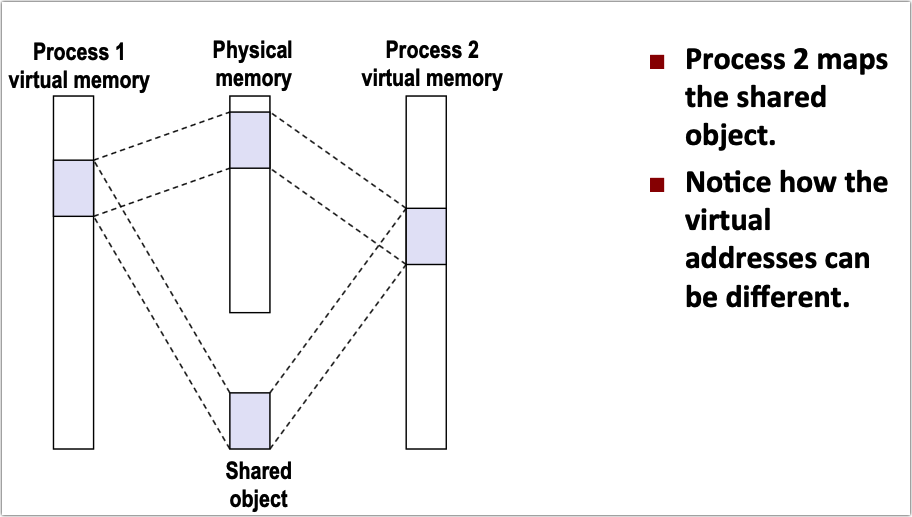 Process 1
virtual memory
Physical
memory
Process 2
virtual memory
Shared
object
■ Process 2 maps
the shared
object.
■ Notice how the
virtual
addresses can
be different.